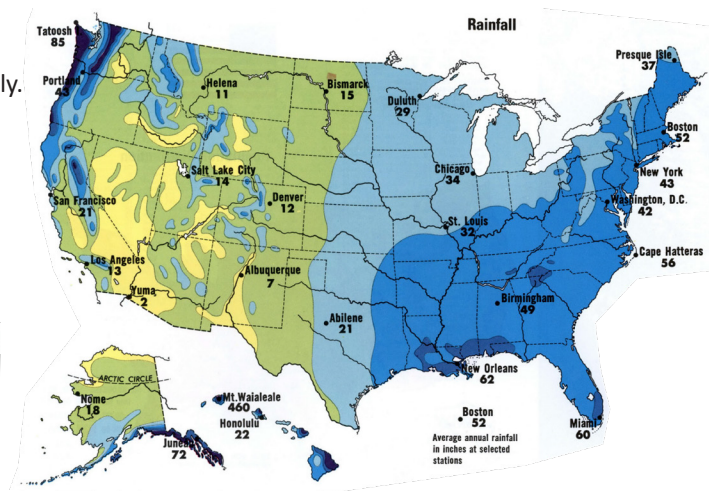 Rainfall
Tatoosh
85
ly.
Portland
43
Helena
11
Bismarck
15
Duluth
29
Presque Isle
37
Boston
52
New York
43
Washington, D.C.
42
Chicago
34
Salt Lake City
14
Denver
12
San Francisco
21
St. Louis
32
Cape Hatteras
56
Los Angeles
13
Albuquerque
7
Yuma
2
Birmingham
49
Abilene
21
New Orleans
62
Miami
60
ARCTIC CIRCLE
Nome
18
Juneau
72
Mt.Waialeale
460
Honolulu
22
Boston
52
Average annual rainfall
in inches at selected
stations